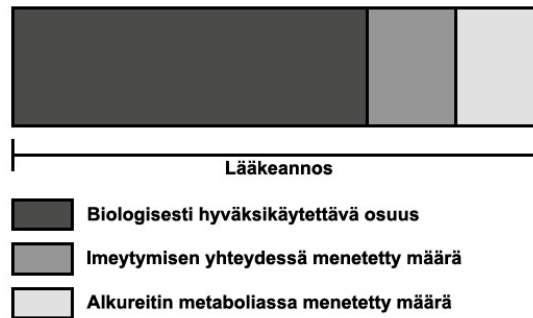 Lääkeannos
Biologisesti hyväksikäytettävä osuus
Imeytymisen yhteydessä menetetty määrä
Alkureitin metaboliassa menetetty määrä